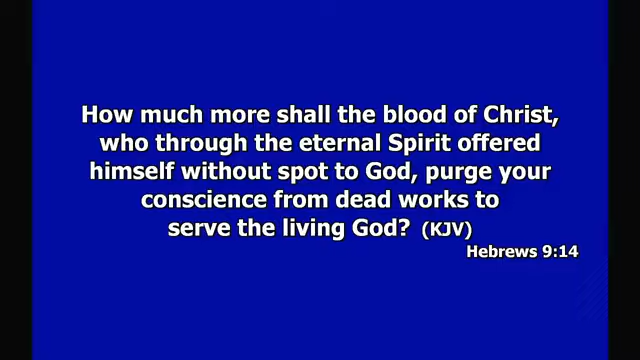 How much more shall the blood of Christ,
who through the eternal Spirit offered
himself without spot to God, purge your
conscience from dead works to
serve the living God? (KJV)
Hebrews 9:14